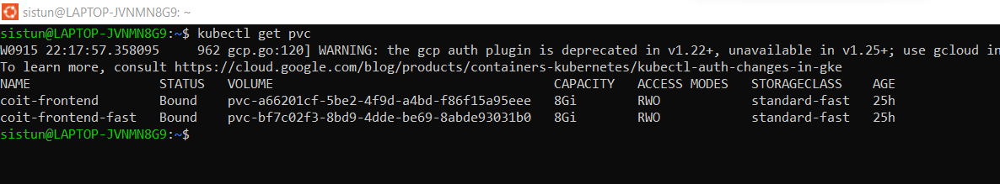 sistun@LAPTOP-JVNMN8G9: ~
sistun@LAPTOP-JVNMN8G9:~$ kubectl get pvc
W0915 22:17:57.358095     962 gcp.go:120] WARNING: the gcp auth plugin is deprecated in v1.22+, unavailable in v1.25+; use gcloud in
To learn more, consult https://cloud.google.com/blog/products/containers-kubernetes/kubectl-auth-changes-in-gke
NAME                 STATUS   VOLUME                                     CAPACITY   ACCESS MODES   STORAGECLASS    AGE
coit-frontend        Bound    pvc-a66201cf-5be2-4f9d-a4bd-f86f15a95eee   8Gi        RWO            standard-fast   25h
coit-frontend-fast   Bound    pvc-bf7c02f3-8bd9-4dde-be69-8abde93031b0   8Gi        RWO            standard-fast   25h
sistun@LAPTOP-JVNMN8G9:~$